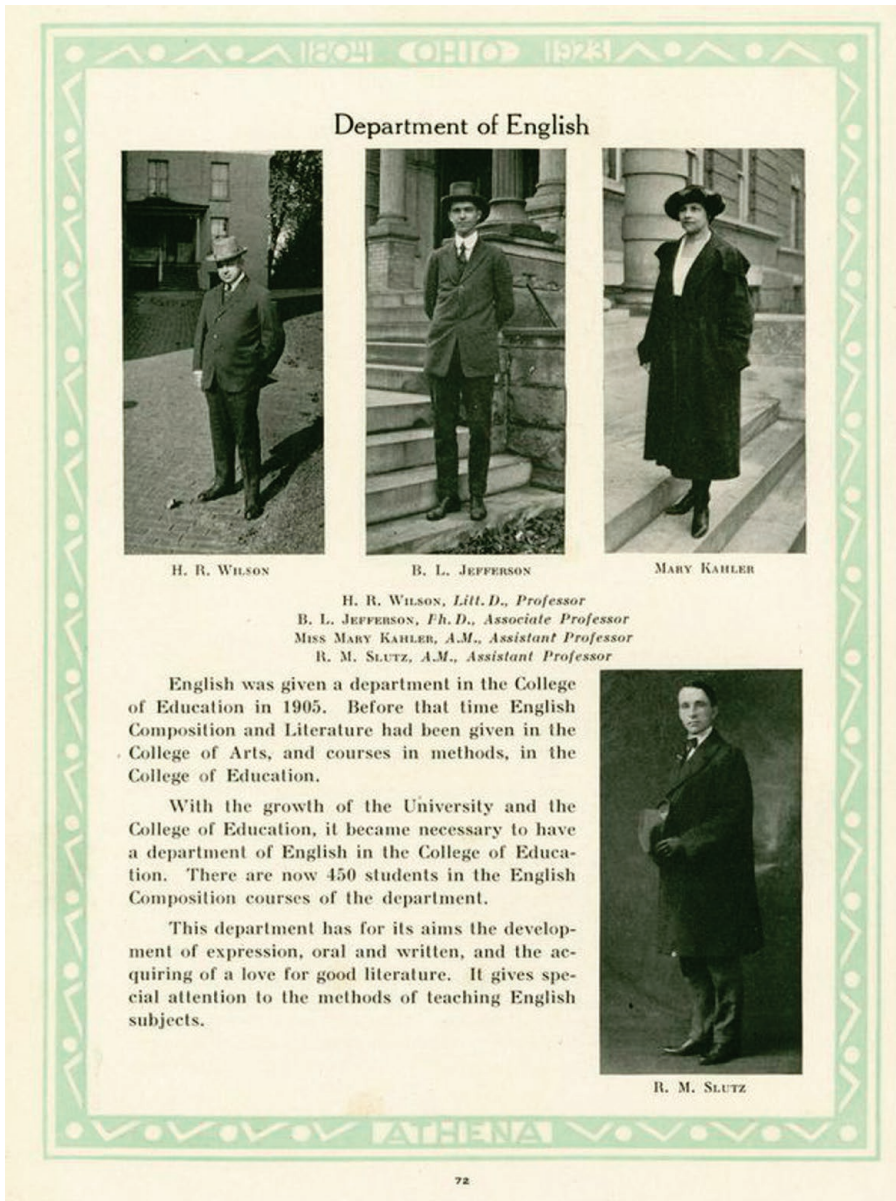 1804 OHIO 1923
Department of English
H. R. Wilson
B. L. Jefferson
Mary Kahler
H. R. Wilson, Litt. D., Professor
B. L. Jefferson, Ph. D., Associate Professor
Miss Mary Kahler, A.M., Assistant Professor
R. M. Slutz, A.M., Assistant Professor
English was given a department in the College
of Education in 1905. Before that time English
Composition and Literature had been given in the
College of Arts, and courses in methods, in the
College of Education.
With the growth of the University and the
College of Education, it became necessary to have
a department of English in the College of Educa-
tion. There are now 450 students in the English
Composition courses of the department.
This department has for its aims the develop-
ment of expression, oral and written, and the ac-
quiring of a love for good literature. It gives spe-
cial attention to the methods of teaching English
subjects.
R. M. Slutz
ATHENA
72